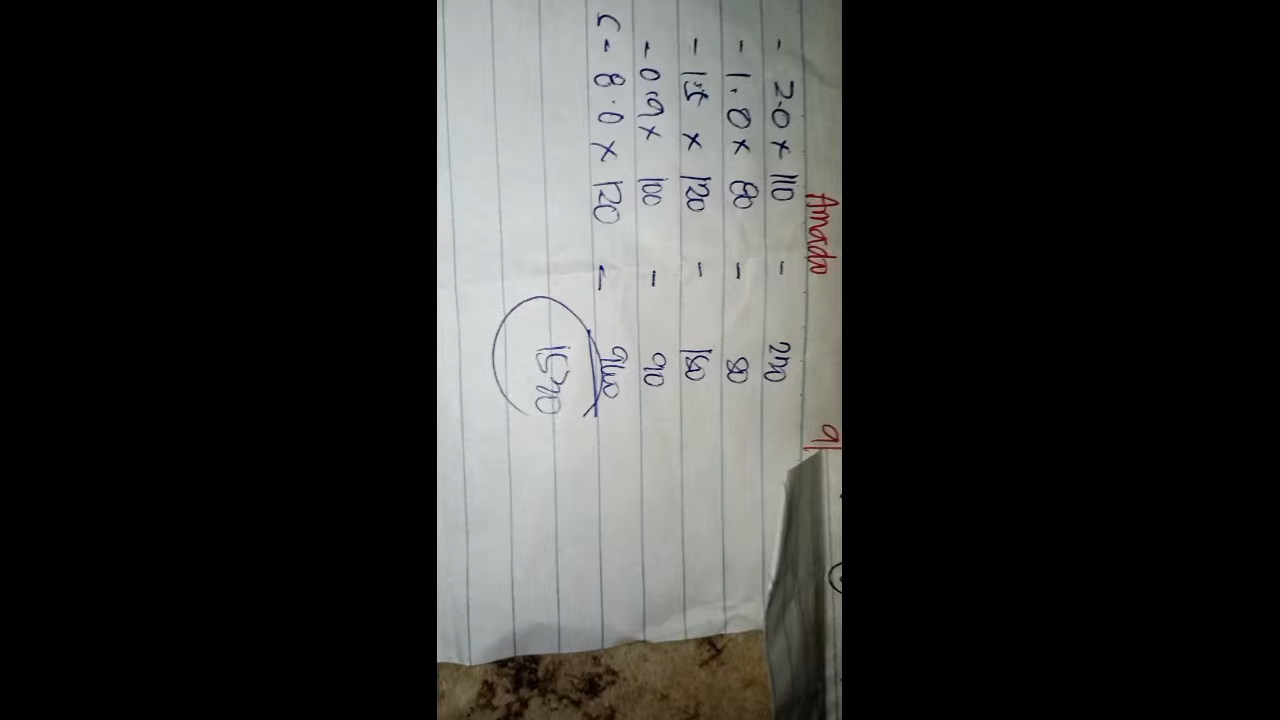 Amado 91
- 2.0 x 110 - 220
- 1.0 x 80 - 80
- 1.5 x 120 - 180
- 0.9 x 100 - 90
C - 8.0 x 120 - 960
1530